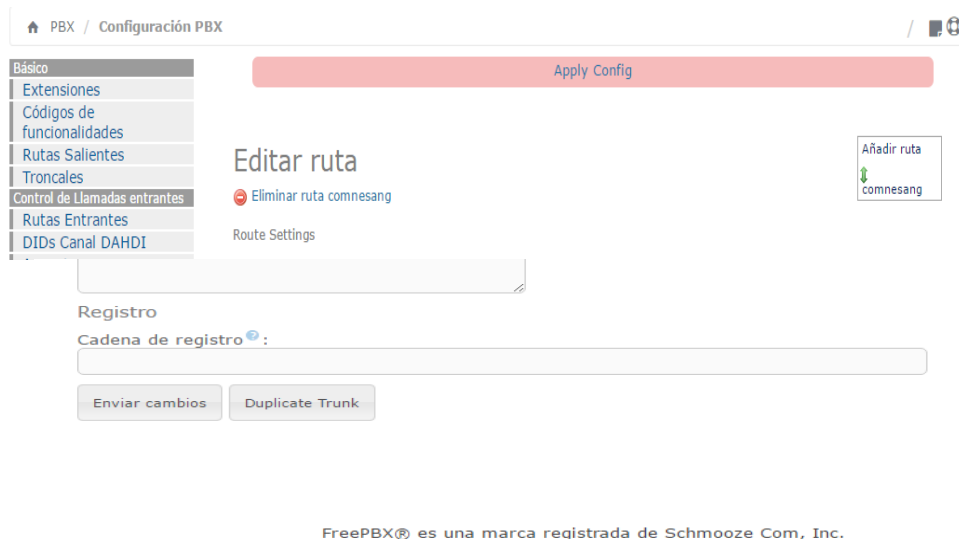 PBX / Configuración PBX /
Básico
Apply Config
Extensiones
Códigos de
funcionalidades
Rutas Salientes
Troncales
Control de Llamadas entrantes
Rutas Entrantes
DIDs Canal DAHDI
Editar ruta
Eliminar ruta comnesang
Route Settings
Añadir ruta
comnesang
Registro
Cadena de registro :
Enviar cambios
Duplicate Trunk
FreePBX® es una marca registrada de Schmooze Com, Inc.